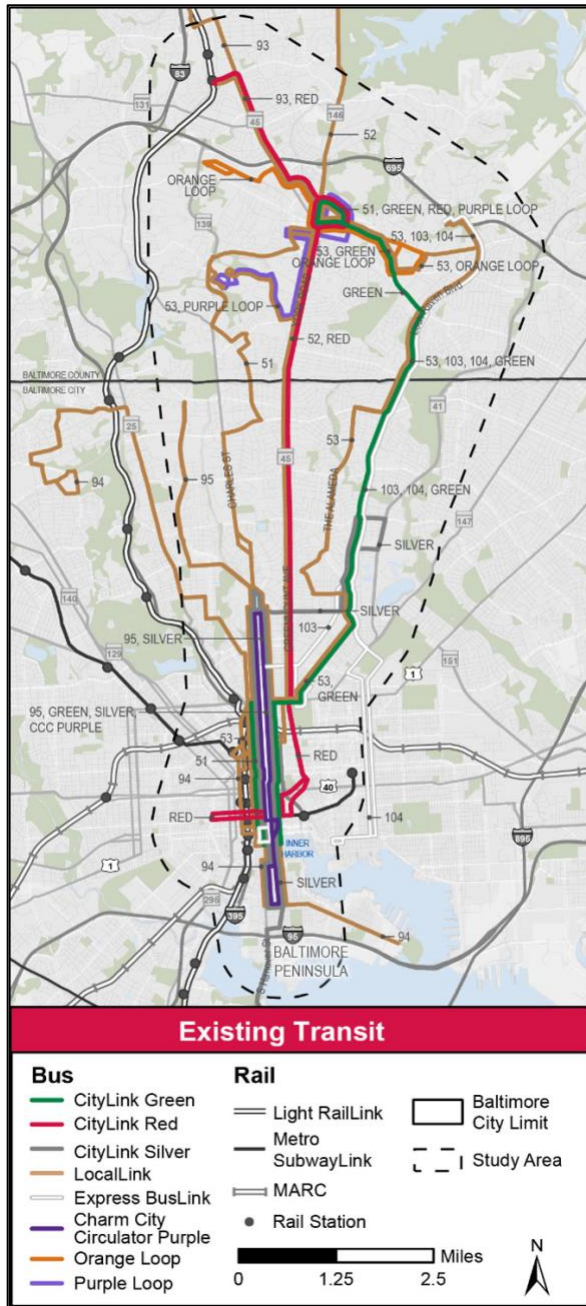 93
83
131
93, RED
45
146
52
695
ORANGE
LOOP
51, GREEN, RED, PURPLE LOOP
139
53, 103, 104
53, GREEN
ORANGE LOOP
53, ORANGE LOOP
GREEN
53, PURPLE LOOP
52, RED
51
53, 103, 104, GREEN
BALTIMORE COUNTY
BALTIMORE CITY
25
41
53
45
94
95
CHARLES ST
THE ALAMEDA
103, 104, GREEN
147
SILVER
140
GREENMOUNT AVE
SILVER
95, SILVER
103
129
151
1
53,
GREEN
95, GREEN, SILVER,
CCC PURPLE
53
51
RED
94
40
RED
104
INNER
HARBOR
1
895
94
SILVER
295
395
94
95
BALTIMORE
PENINSULA
Existing Transit
Bus
CityLink Green
CityLink Red
CityLink Silver
LocalLink
Express BusLink
Charm City
Circulator Purple
Orange Loop
Purple Loop
Rail
Light RailLink
Metro
SubwayLink
MARC
Rail Station
Baltimore
City Limit
Study Area
Miles
0
1.25
2.5
N